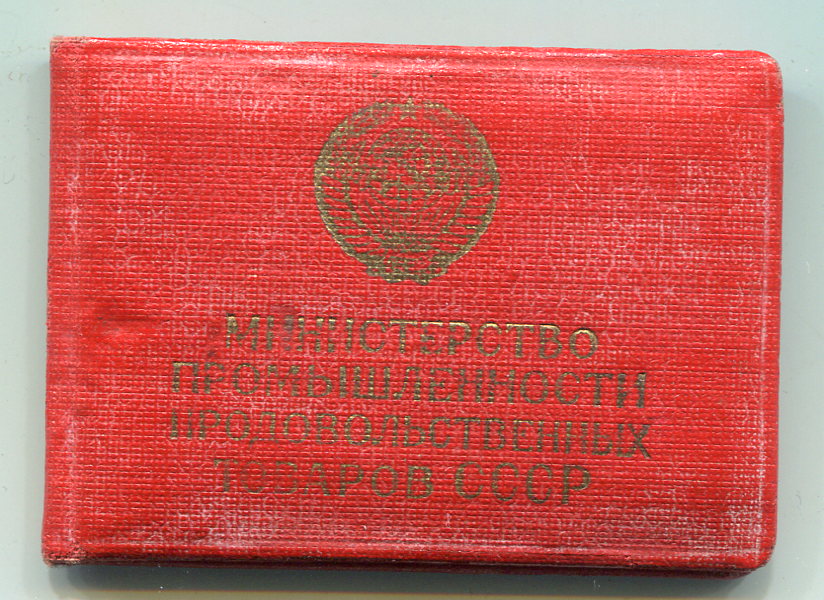 МИНИСТЕРСТВО
ПРОМЫШЛЕННОСТИ
ПРОДОВОЛЬСТВЕННЫХ
ТОВАРОВ СССР